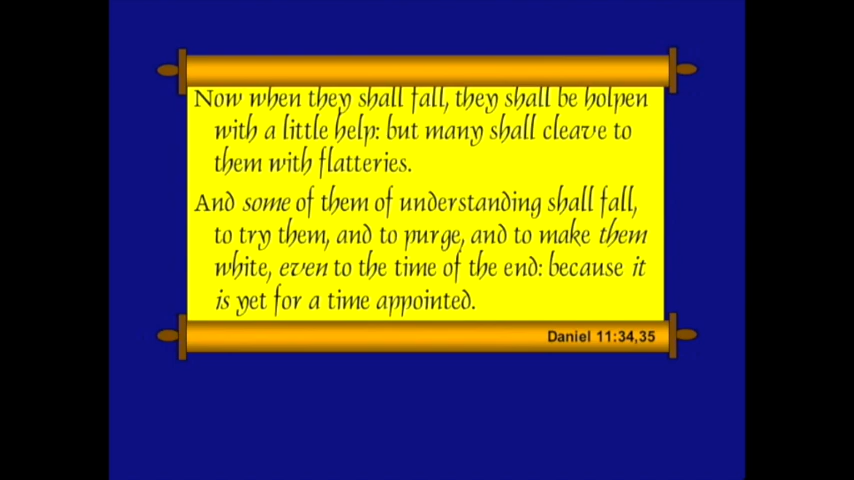 Now when they shall fall, they shall be holpen
with a little help: but many shall cleave to
them with flatteries.
And some of them of understanding shall fall,
to try them, and to purge, and to make them
white, even to the time of the end: because it
is yet for a time appointed.
Daniel 11:34,35